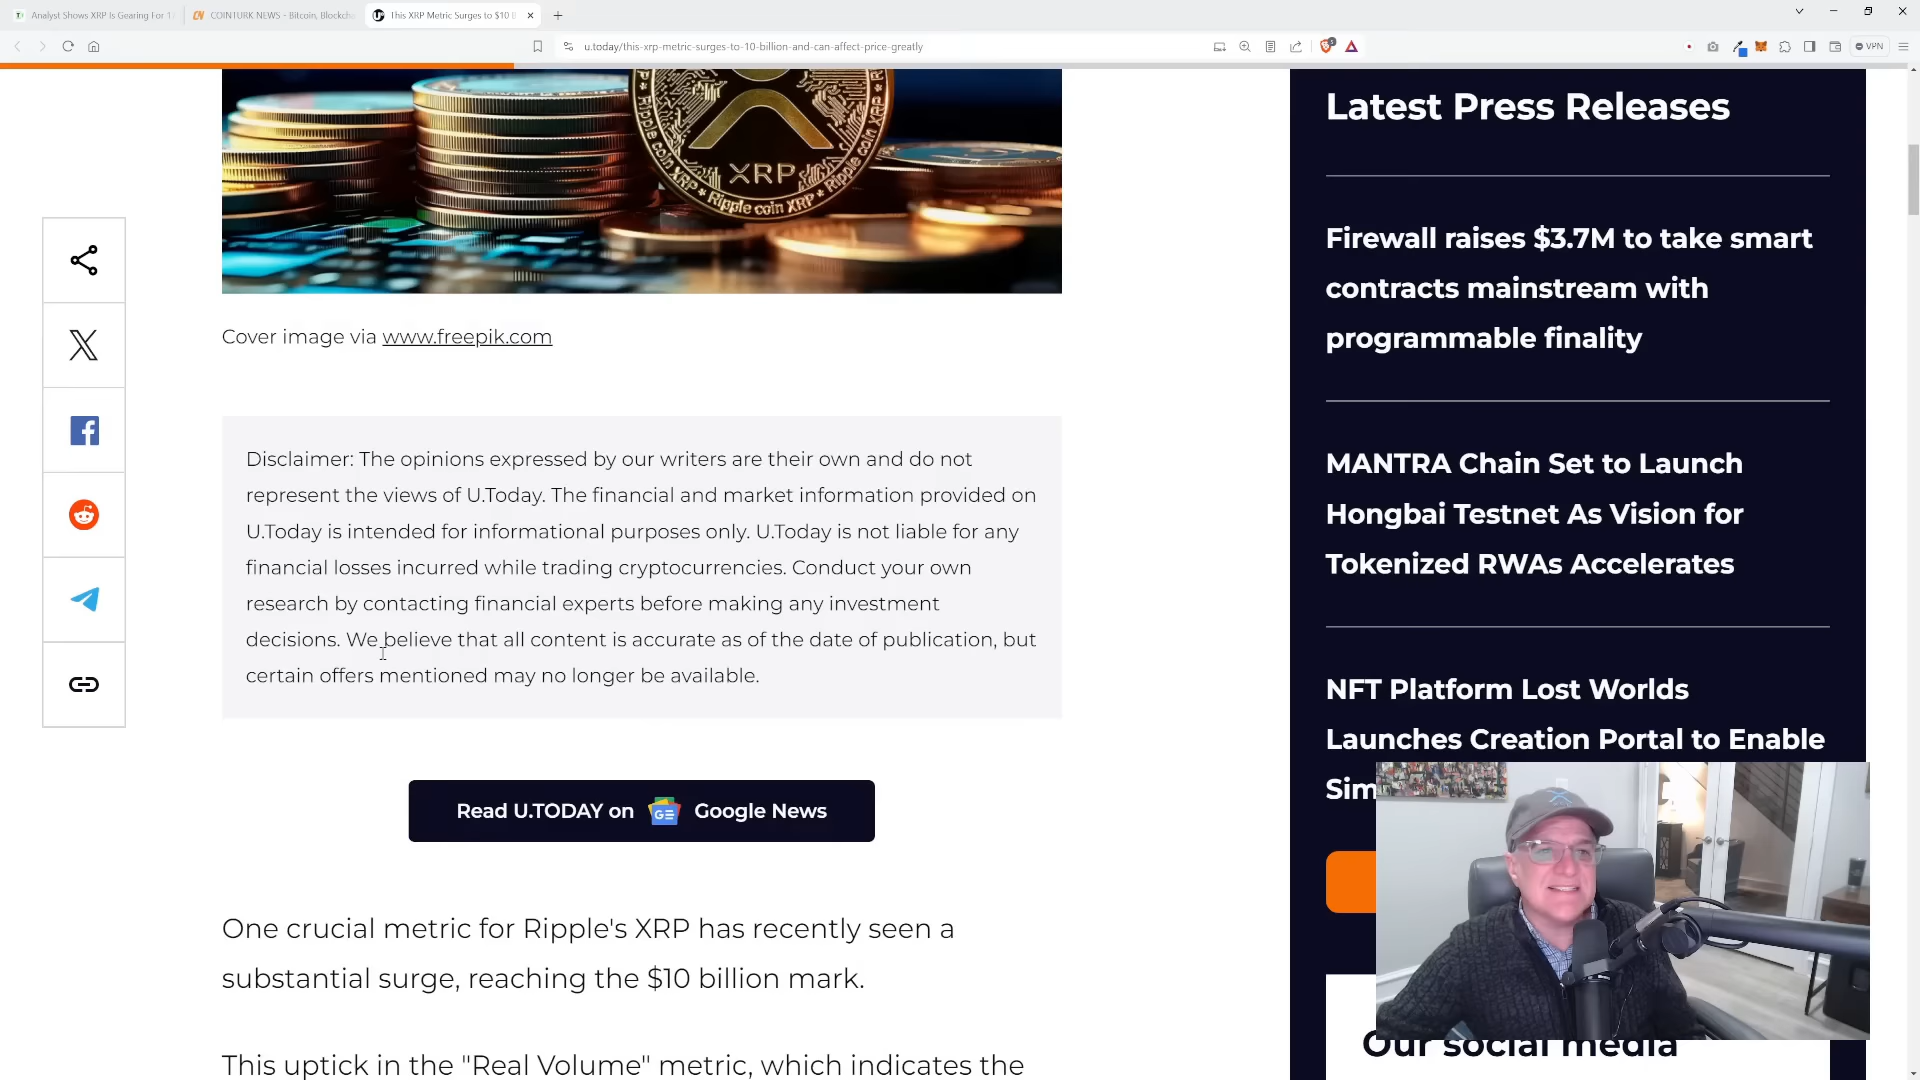 Analyst Shows XRP Is Gearing For 1
COINTURK NEWS - Bitcoin, Blockcha
This XRP Metric Surges to $10 B
u.today/this-xrp-metric-surges-to-10-billion-and-can-affect-price-greatly
VPN
XRP
Ripple coin XRP
Cover image via www.freepik.com
Disclaimer: The opinions expressed by our writers are their own and do not
represent the views of U.Today. The financial and market information provided on
U.Today is intended for informational purposes only. U.Today is not liable for any
financial losses incurred while trading cryptocurrencies. Conduct your own
research by contacting financial experts before making any investment
decisions. We believe that all content is accurate as of the date of publication, but
certain offers mentioned may no longer be available.
Read U.TODAY on GE Google News
One crucial metric for Ripple's XRP has recently seen a
substantial surge, reaching the $10 billion mark.
This uptick in the "Real Volume" metric, which indicates the
Latest Press Releases
Firewall raises $3.7M to take smart
contracts mainstream with
programmable finality
MANTRA Chain Set to Launch
Hongbai Testnet As Vision for
Tokenized RWAs Accelerates
NFT Platform Lost Worlds
Launches Creation Portal to Enable
Sim
Our social media